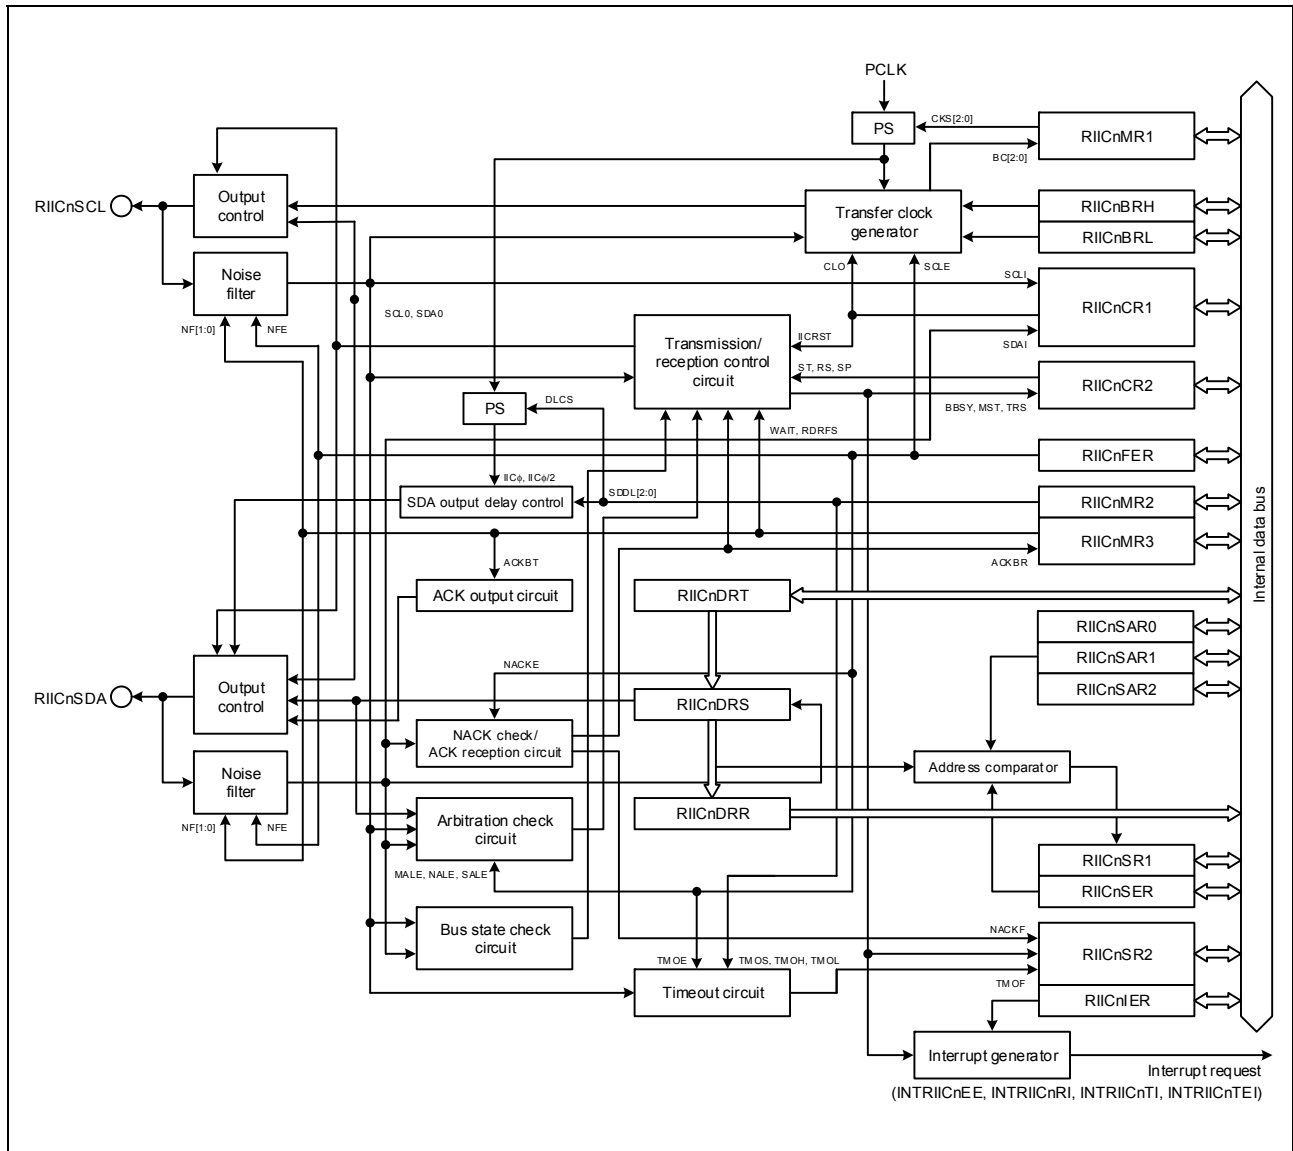 PCLK
PS
CKS[2:0]
RIICnMR1
BC[2:0]
RIICnSCL
Output
control
Transfer clock
generator
RIICnBRH
RIICnBRL
Noise
filter
CLO
SCLE
SCLI
RIICnCR1
NF[1:0]
NFE
SCL0, SDA0
Transmission/
reception control
circuit
IICRST
SDAI
ST, RS, SP
RIICnCR2
PS
DLCS
BBSY, MST, TRS
WAIT, RDRFS
RIICnFER
IICϕ, IICϕ/2
SDA output delay control
SDDL[2:0]
RIICnMR2
RIICnMR3
ACKBT
ACKBR
ACK output circuit
RIICnDRT
Internal data bus
RIICnSAR0
RIICnSAR1
RIICnSAR2
NACKE
RIICnSDA
Output
control
RIICnDRS
NACK check/
ACK reception circuit
Noise
filter
Address comparator
NF[1:0]
NFE
Arbitration check
circuit
RIICnDRR
MALE, NALE, SALE
RIICnSR1
RIICnSER
Bus state check
circuit
NACKF
RIICnSR2
TMOE
TMOS, TMOH, TMOL
Timeout circuit
TMOF
RIICnIER
Interrupt generator
Interrupt request
(INTRIICnEE, INTRIICnRI, INTRIICnTI, INTRIICnTEI)